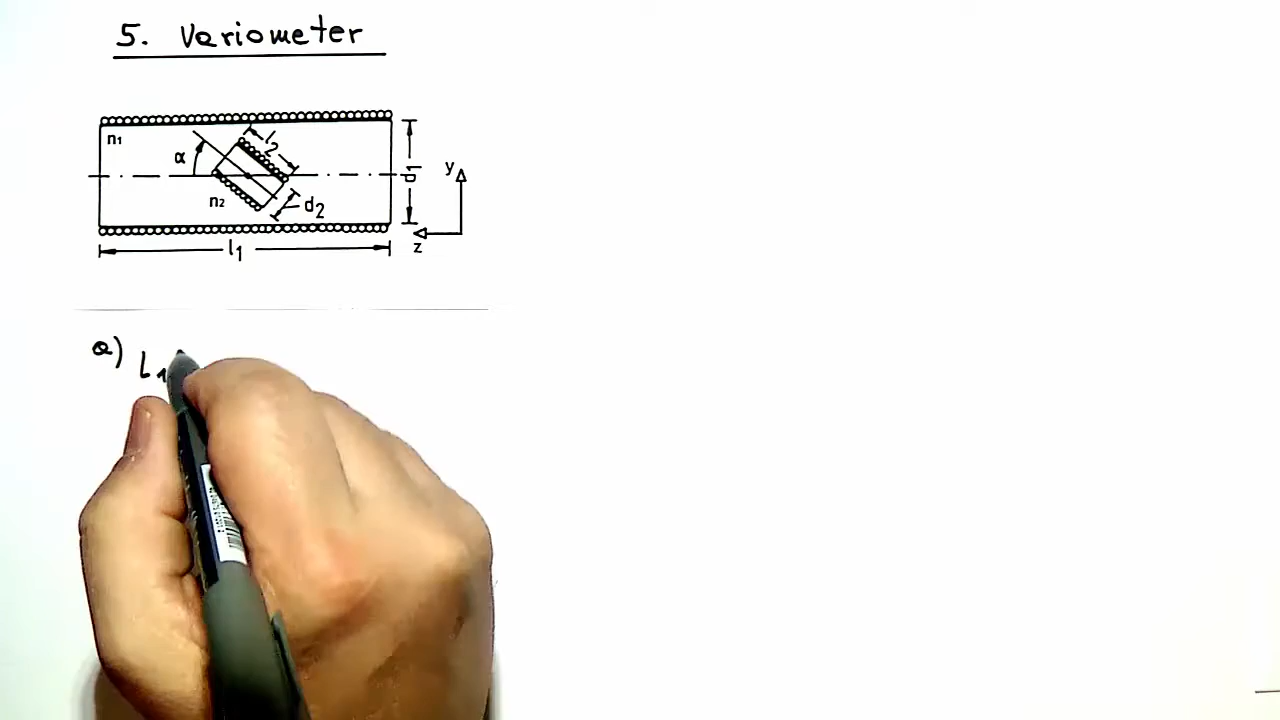 5. Variometer
n1
l2
α
d1
y
n2
d2
z
l1
a) L1